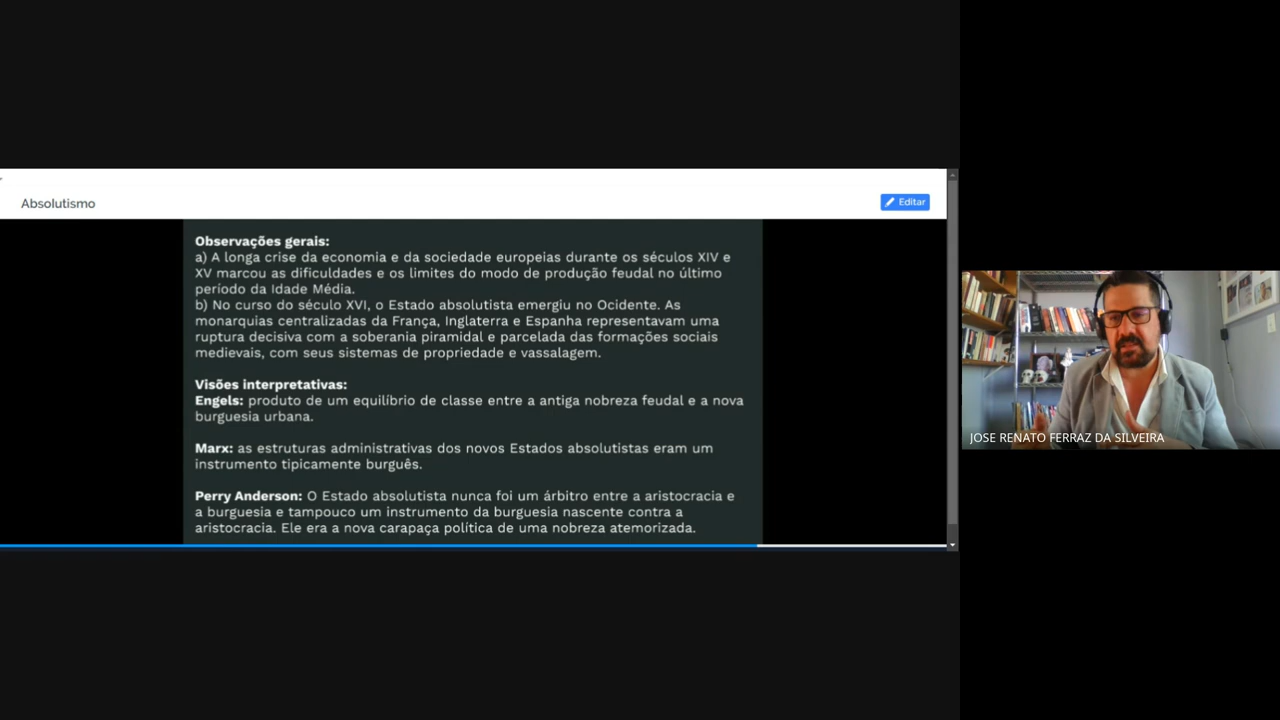 Absolutismo
Editar
Observações gerais:
a) A longa crise da economia e da sociedade europeias durante os séculos XIV e
XV marcou as dificuldades e os limites do modo de produção feudal no último
período da Idade Média.
b) No curso do século XVI, o Estado absolutista emergiu no Ocidente. As
monarquias centralizadas da França, Inglaterra e Espanha representavam uma
ruptura decisiva com a soberania piramidal e parcelada das formações sociais
medievais, com seus sistemas de propriedade e vassalagem.
Visões interpretativas:
Engels: produto de um equilíbrio de classe entre a antiga nobreza feudal e a nova
burguesia urbana.
Marx: as estruturas administrativas dos novos Estados absolutistas eram um
instrumento tipicamente burguês.
Perry Anderson: O Estado absolutista nunca foi um árbitro entre a aristocracia e
a burguesia e tampouco um instrumento da burguesia nascente contra a
aristocracia. Ele era a nova carapaça política de uma nobreza atemorizada.
JOSE RENATO FERRAZ DA SILVEIRA